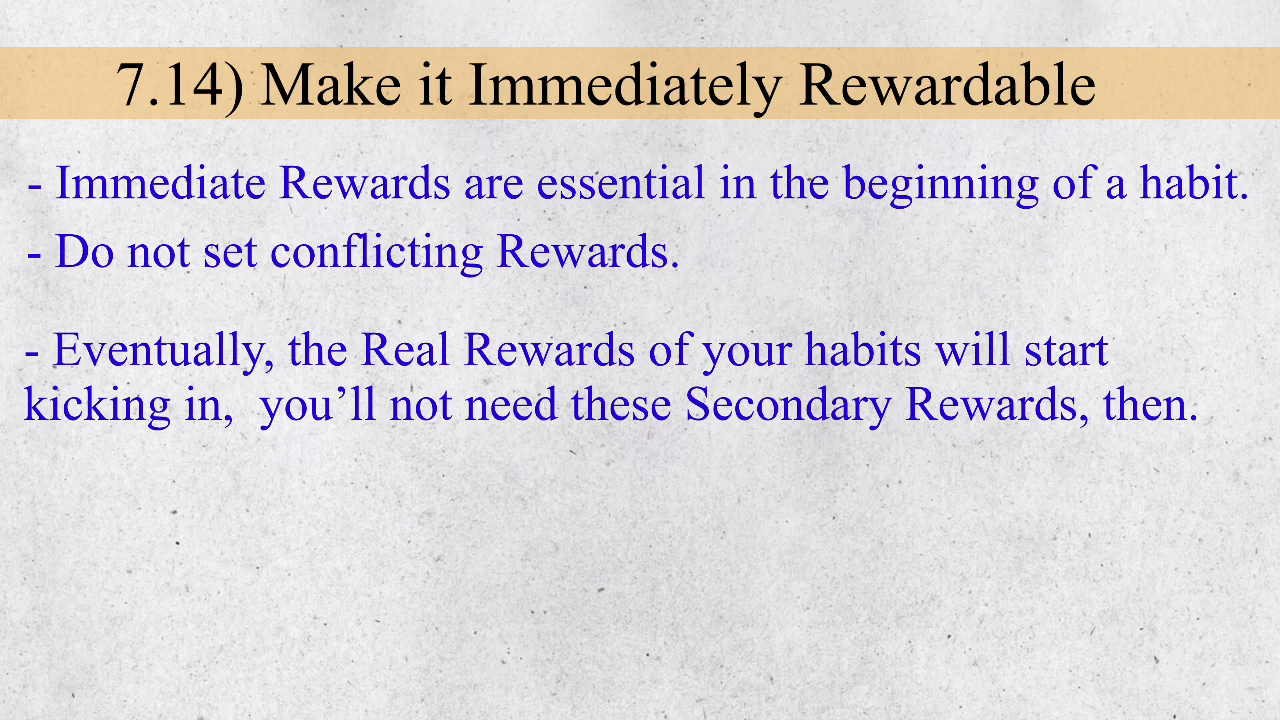 7.14) Make it Immediately Rewardable
- Immediate Rewards are essential in the beginning of a habit.
- Do not set conflicting Rewards.
- Eventually, the Real Rewards of your habits will start
kicking in,  you’ll not need these Secondary Rewards, then.